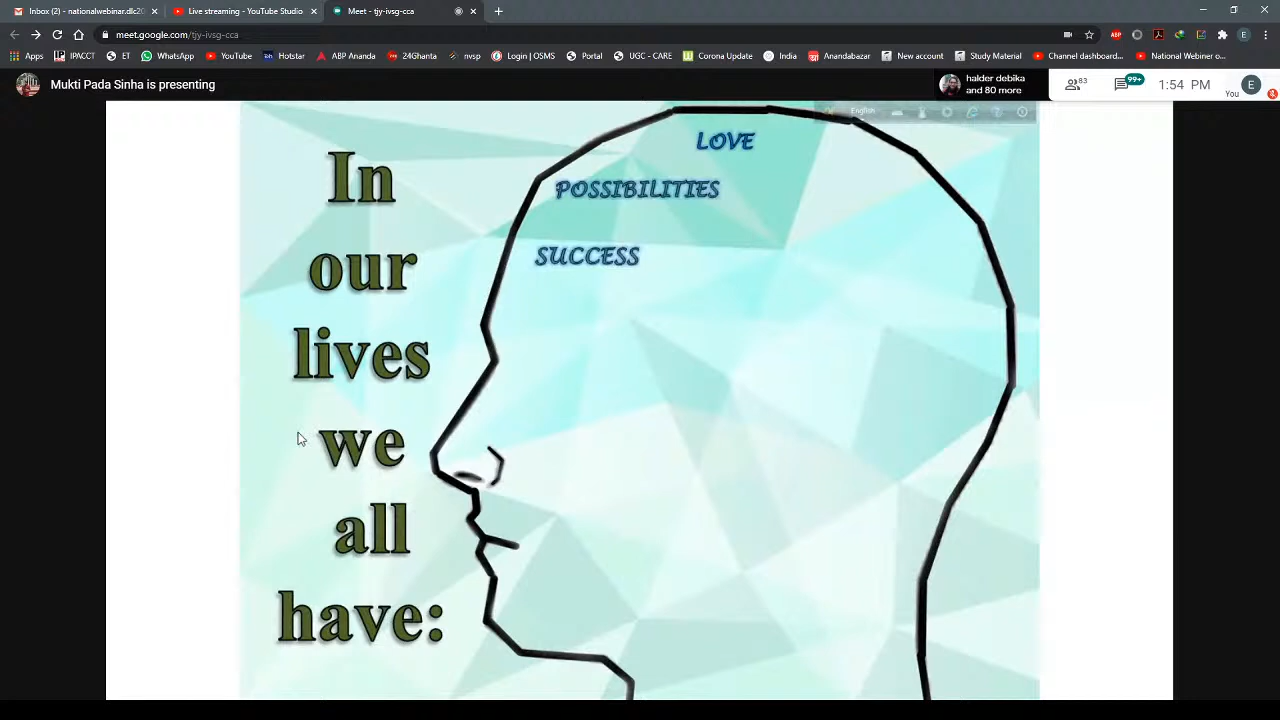 Inbox (2) - nationalwebinar.dlc20
Live streaming - YouTube Studio
Meet - tjy-ivsg-cca
meet.google.com/tjy-ivsg-cca
Apps
IPACCT
ET
WhatsApp
YouTube
Hotstar
ABP Ananda
24Ghanta
nvsp
Login | OSMS
Portal
UGC - CARE
Corona Update
India
Anandabazar
New account
Study Material
Channel dashboard...
National Webinar o...
Mukti Pada Sinha is presenting
halder debika
and 80 more
83
99+
1:54 PM
You
E
English
LOVE
POSSIBILITIES
SUCCESS
In
our
lives
we
all
have: